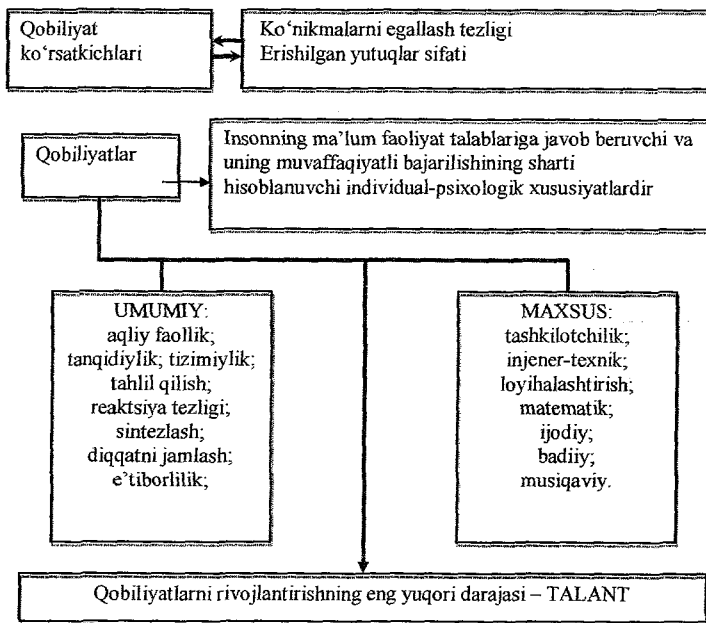 Qobiliyat
ko‘rsatkichlari
Ko‘nikmalarni egallash tezligi
Erishilgan yutuqlar sifati
Qobiliyatlar
Insonning ma’lum faoliyat talablariga javob beruvchi va
uning muvaffaqiyatli bajarilishining sharti
hisoblanuvchi individual-psixologik xususiyatlardir
UMUMIY:
aqliy faollik;
tanqidiylik; tizimiylik;
tahlil qilish;
reaktsiya tezligi;
sintezlash;
diqqatni jamlash;
e’tiborlilik;
MAXSUS:
tashkilotchilik;
injener-texnik;
loyihalashtirish;
matematik;
ijodiy;
badiiy;
musiqaviy.
Qobiliyatlarni rivojlantirishning eng yuqori darajasi – TALANT